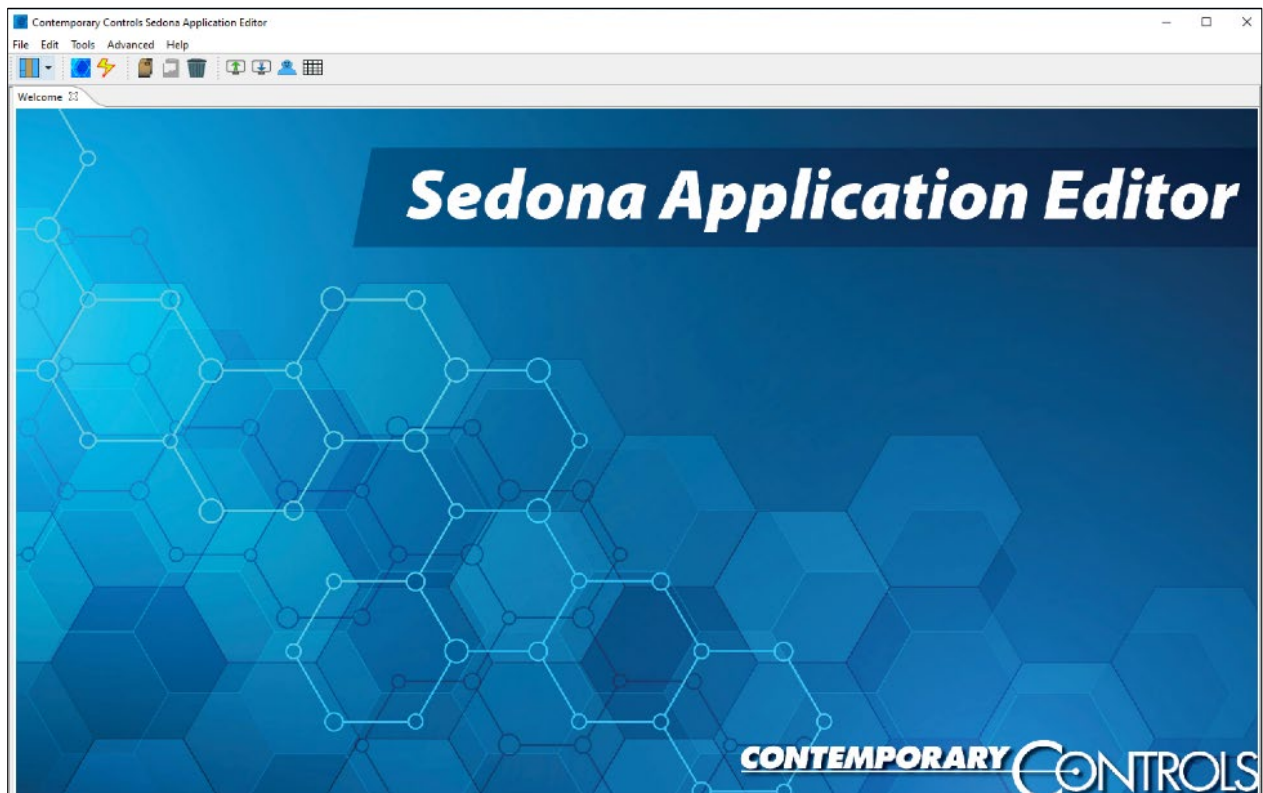 Contemporary Controls Sedona Application Editor
File Edit Tools Advanced Help
Welcome
Sedona Application Editor
CONTEMPORARY CONTROLS